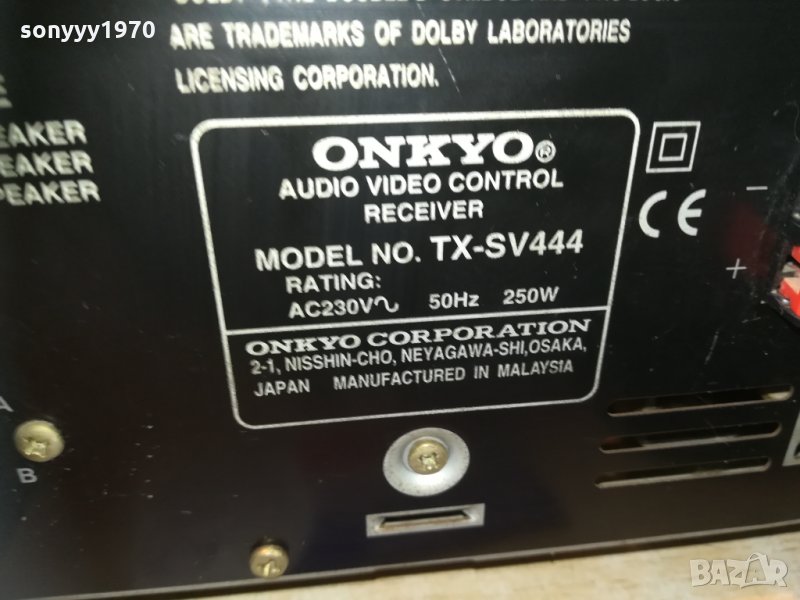 sonyyy1970
ARE TRADEMARKS OF DOLBY LABORATORIES
LICENSING CORPORATION.
EAKER
PEAKER
PEAKER
ONKYO®
AUDIO VIDEO CONTROL
RECEIVER
MODEL NO. TX-SV444
RATING:
AC230V∿ 50Hz 250W
ONKYO CORPORATION
2-1, NISSHIN-CHO, NEYAGAWA-SHI,OSAKA,
JAPAN MANUFACTURED IN MALAYSIA
CE
−
+
A
B
BAZAR